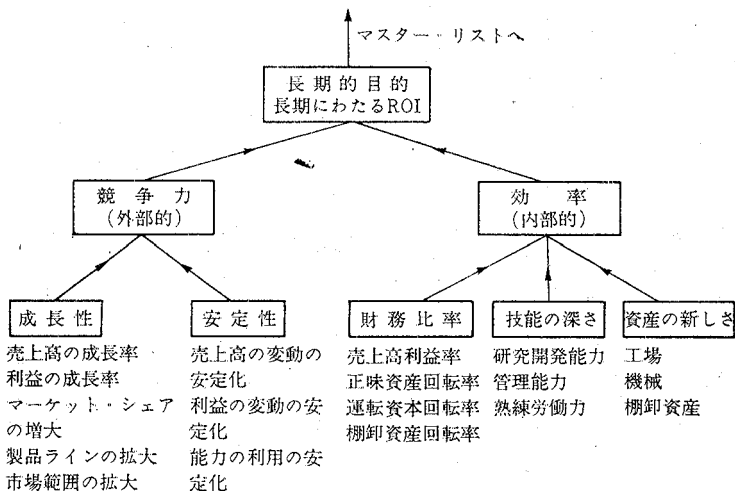 マスター・リストへ
長期的目的
長期にわたるROI
競争力
(外部的)
効率
(内部的)
成長性
売上高の成長率
利益の成長率
マーケット・シェア
の増大
製品ラインの拡大
市場範囲の拡大
安定性
売上高の変動の
安定化
利益の変動の安
定化
能力の利用の安
定化
財務比率
売上高利益率
正味資産回転率
運転資本回転率
棚卸資産回転率
技能の深さ
研究開発能力
管理能力
熟練労働力
資産の新しさ
工場
機械
棚卸資産